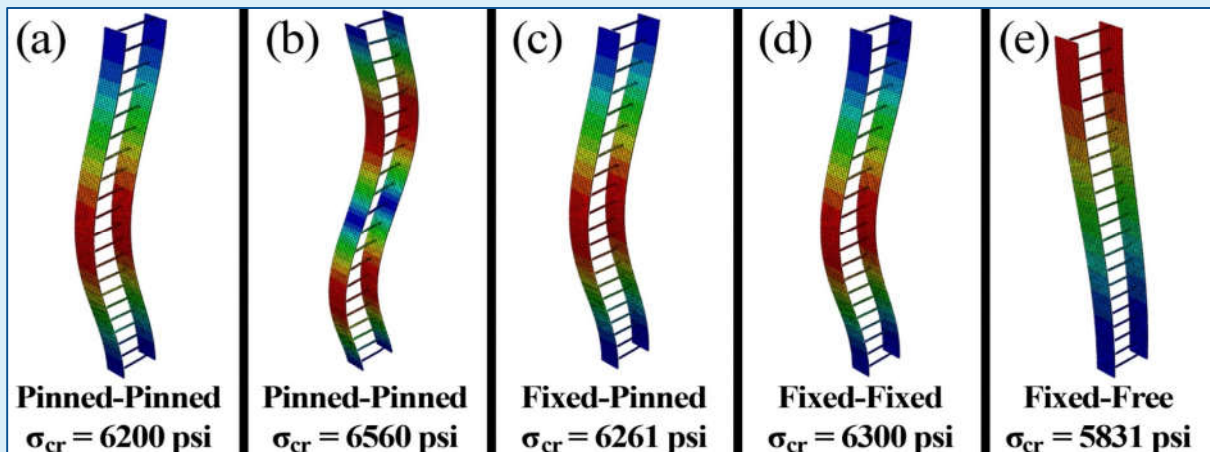 (a)
Pinned-Pinned
σcr = 6200 psi
(b)
Pinned-Pinned
σcr = 6560 psi
(c)
Fixed-Pinned
σcr = 6261 psi
(d)
Fixed-Fixed
σcr = 6300 psi
(e)
Fixed-Free
σcr = 5831 psi